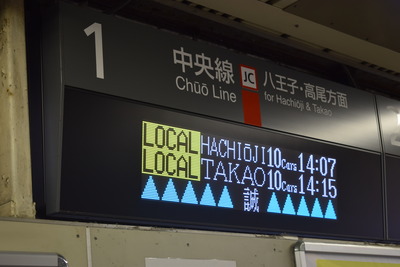 1 中央線 JC 八王子・高尾方面
Chūō Line for Hachiōji & Takao
LOCAL HACHIŌJI 10Cars 14:07
LOCAL TAKAO 10Cars 14:15
誠